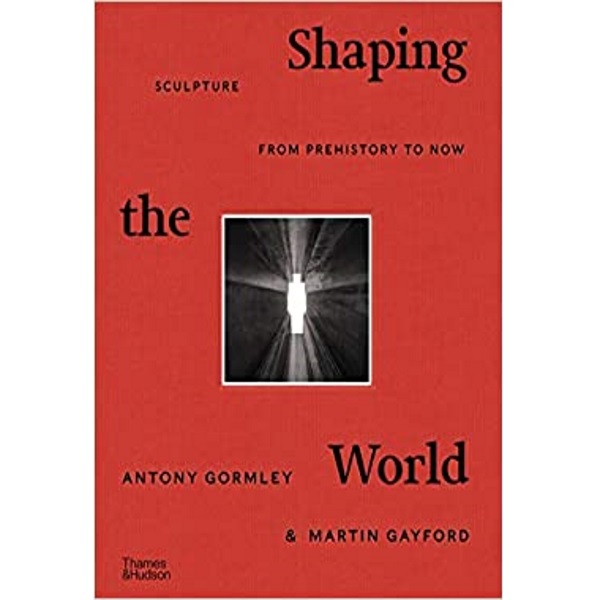 Shaping
SCULPTURE
FROM PREHISTORY TO NOW
the
World
ANTONY GORMLEY
& MARTIN GAYFORD
Thames
&Hudson